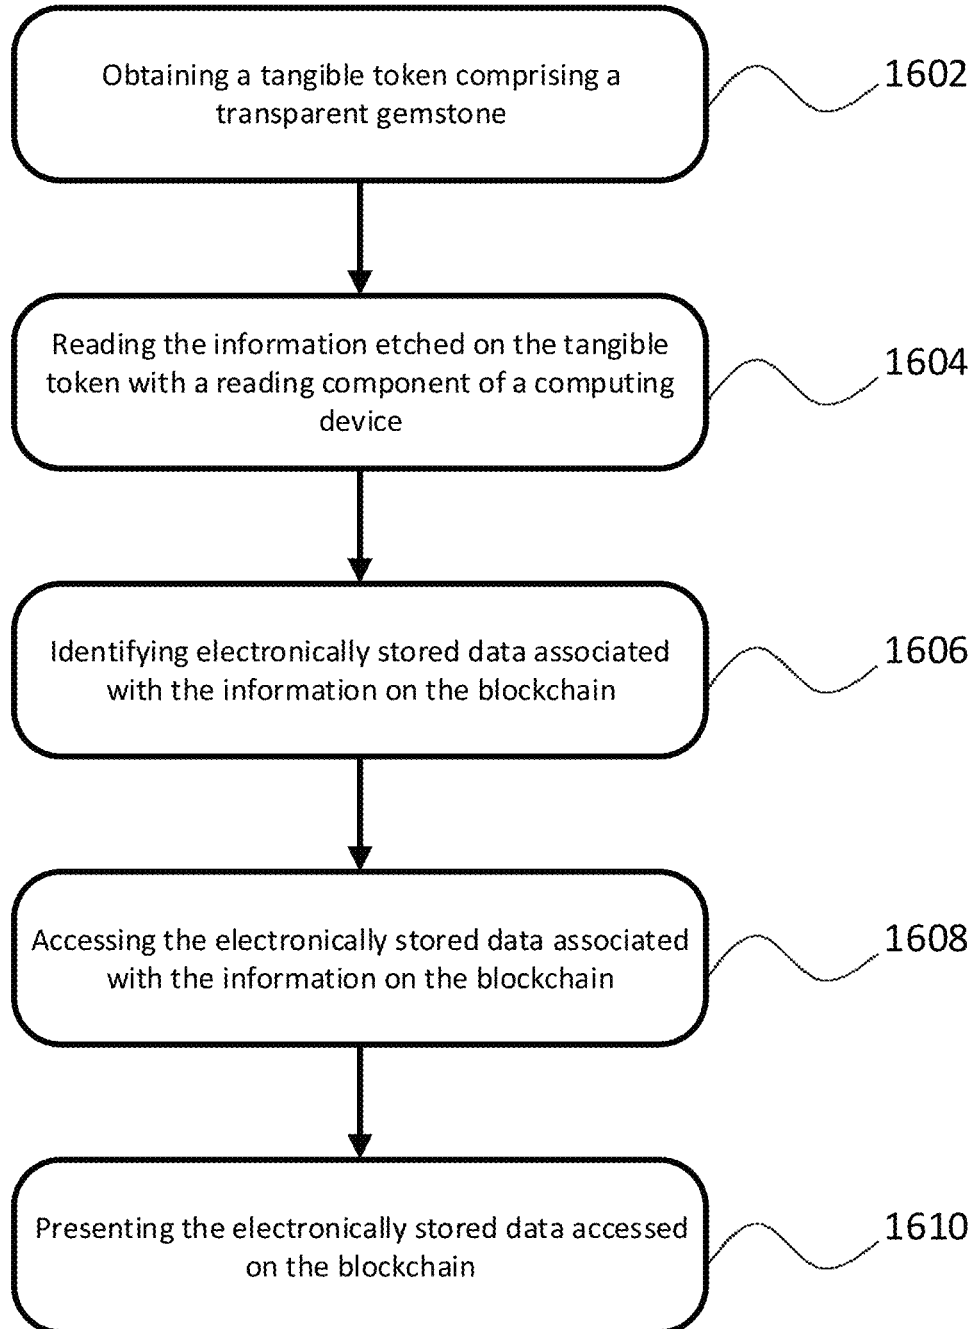 Obtaining a tangible token comprising a
transparent gemstone
1602
Reading the information etched on the tangible
token with a reading component of a computing
device
1604
Identifying electronically stored data associated
with the information on the blockchain
1606
Accessing the electronically stored data associated
with the information on the blockchain
1608
Presenting the electronically stored data accessed
on the blockchain
1610